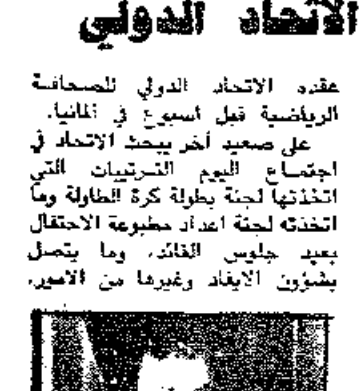 الاتحاد الدولي
عقده الاتحاد الدولي للصحافة
الرياضية قبل اسبوع في المانيا.
على صعيد آخر يبحث الاتحاد في
اجتماع اليوم الترتيبات التي
اتخذتها لجنة بطولة كرة الطاولة وما
اتخذته لجنة اعداد مطبوعة الاحتفال
بعيد جلوس القائد، وما يتصل
بشؤون الايفاد وغيرها من الامور.